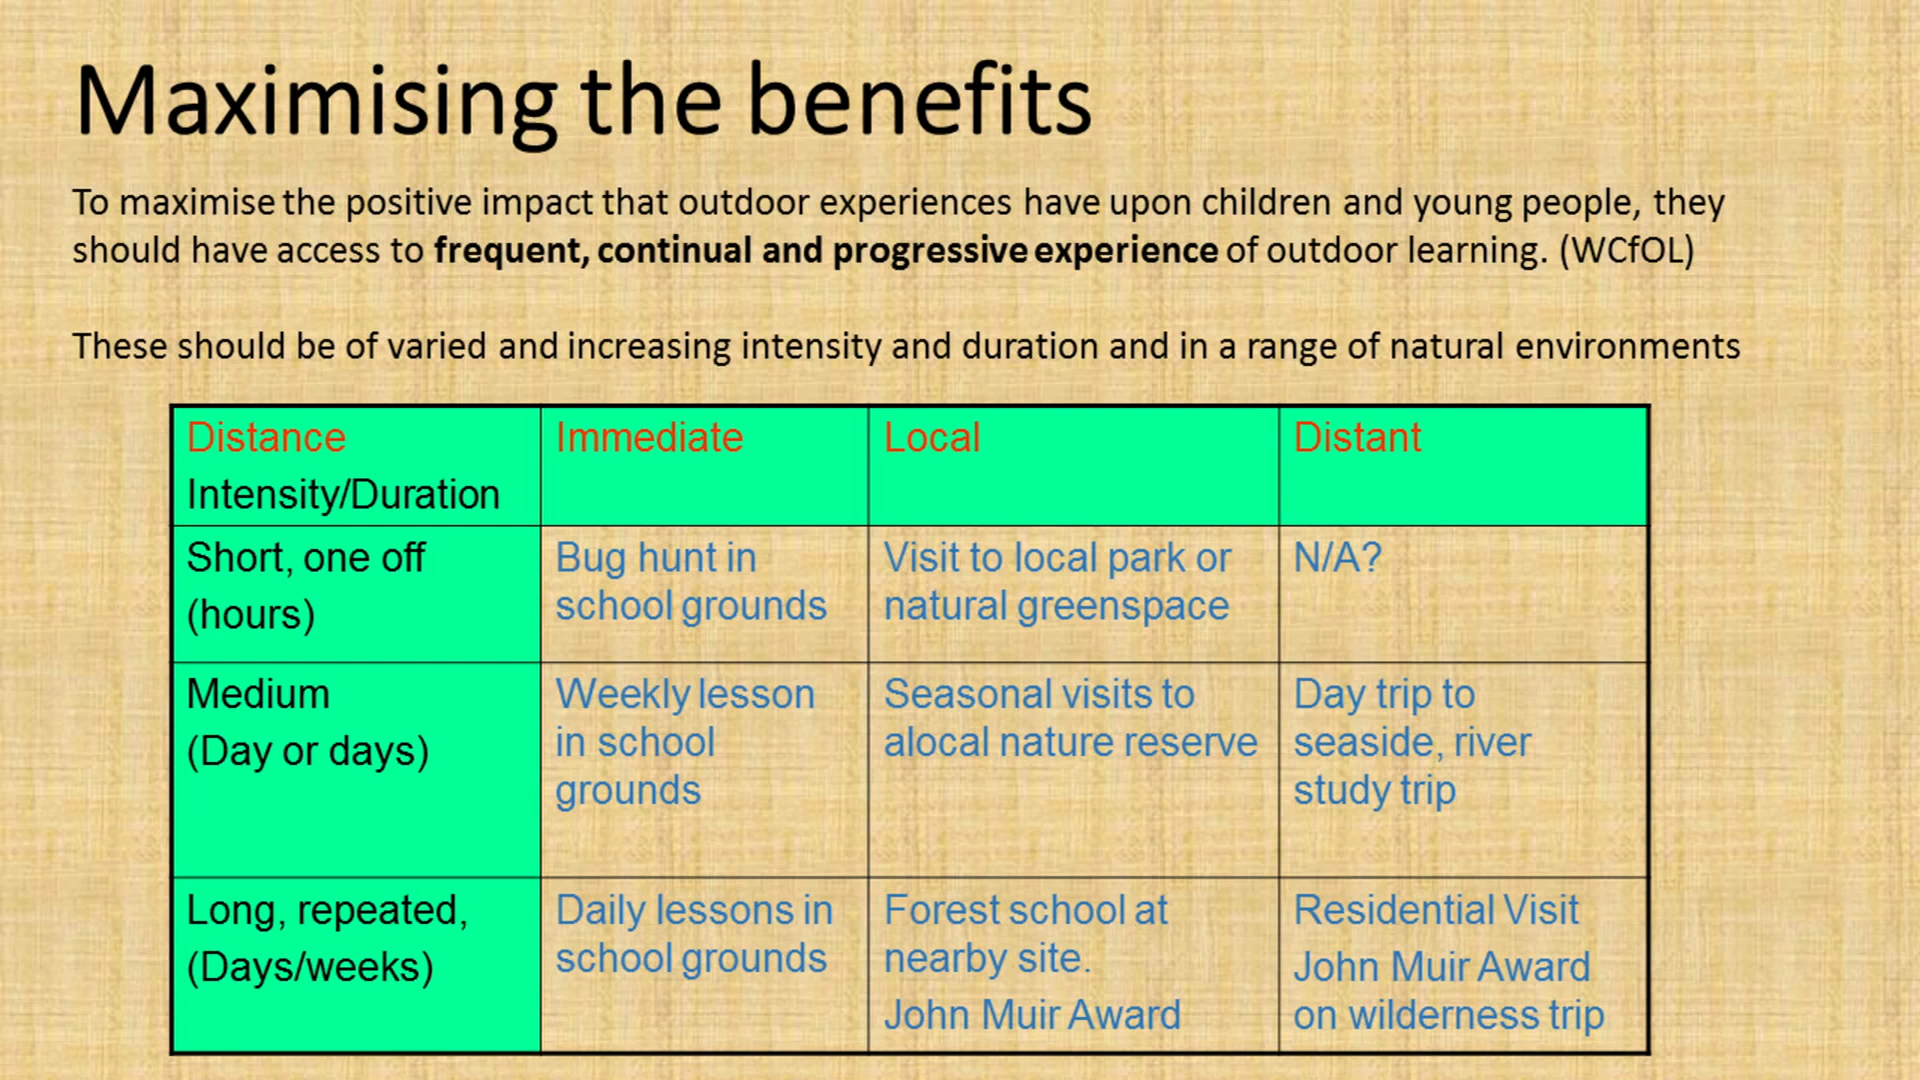 Maximising the benefits
To maximise the positive impact that outdoor experiences have upon children and young people, they
should have access to frequent, continual and progressive experience of outdoor learning. (WCfOL)
These should be of varied and increasing intensity and duration and in a range of natural environments
Distance
Intensity/Duration
Immediate
Local
Distant
Short, one off
(hours)
Bug hunt in
school grounds
Visit to local park or
natural greenspace
N/A?
Medium
(Day or days)
Weekly lesson
in school
grounds
Seasonal visits to
alocal nature reserve
Day trip to
seaside, river
study trip
Long, repeated,
(Days/weeks)
Daily lessons in
school grounds
Forest school at
nearby site.
John Muir Award
Residential Visit
John Muir Award
on wilderness trip